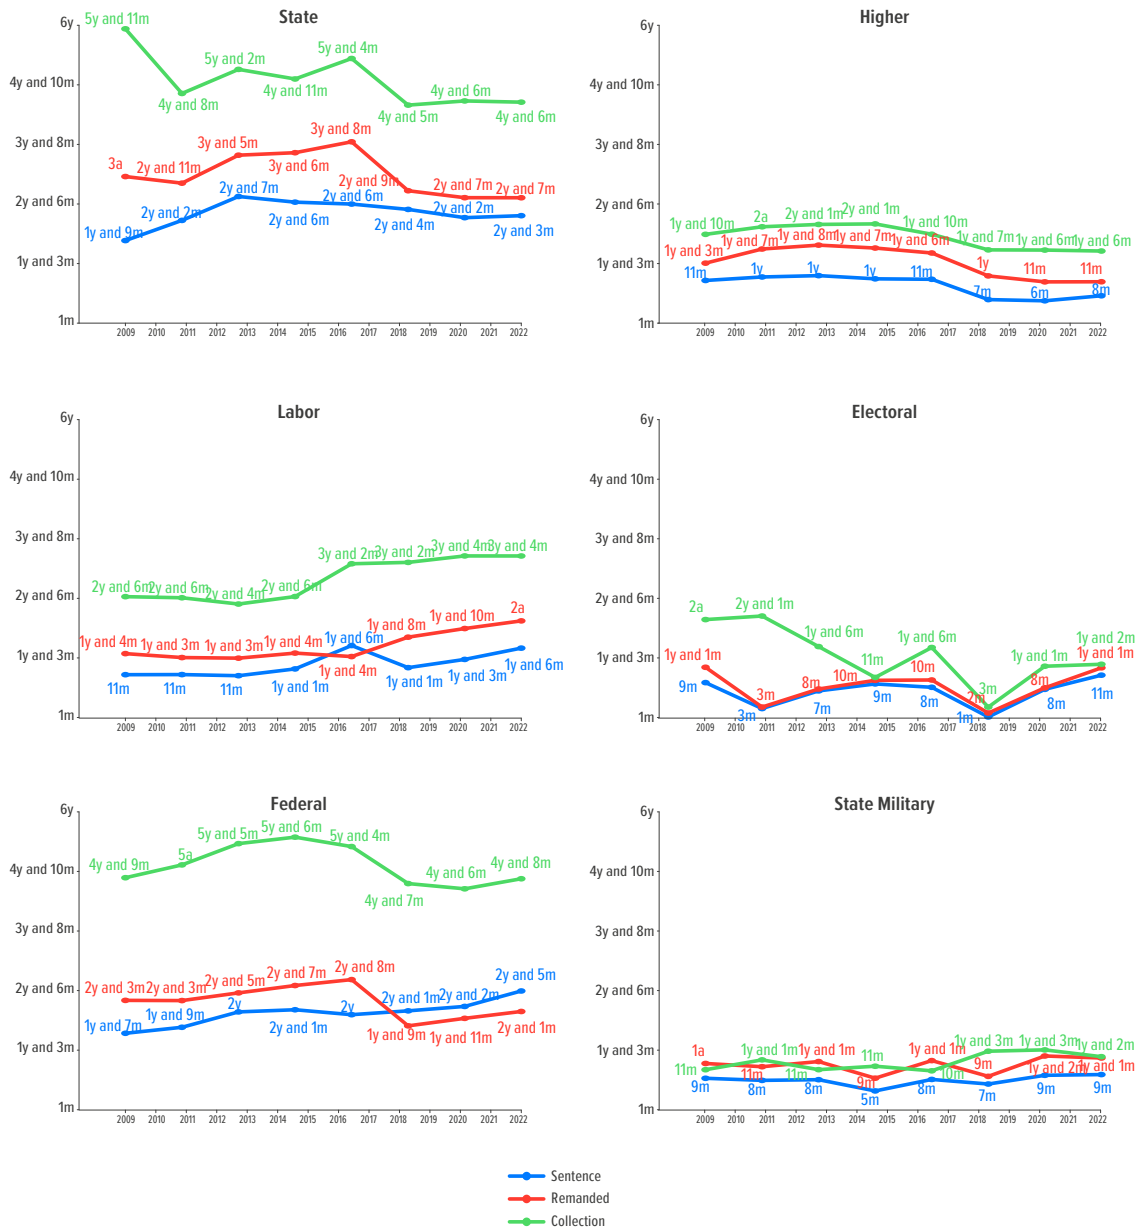 State
6y
4y and 10m
3y and 8m
2y and 6m
1y and 3m
1m
5y and 11m
4y and 8m
5y and 2m
4y and 11m
5y and 4m
4y and 5m
4y and 6m
4y and 6m
3a
2y and 11m
3y and 5m
3y and 6m
3y and 8m
2y and 9m
2y and 7m
2y and 7m
1y and 9m
2y and 2m
2y and 7m
2y and 6m
2y and 6m
2y and 4m
2y and 2m
2y and 3m
2009 2010 2011 2012 2013 2014 2015 2016 2017 2018 2019 2020 2021 2022
Higher
6y
4y and 10m
3y and 8m
2y and 6m
1y and 3m
1m
1y and 10m
2a
2y and 1m
2y and 1m
1y and 10m
1y and 7m
1y and 6m
1y and 6m
1y and 3m
1y and 7m
1y and 8m
1y and 7m
1y and 6m
1y
11m
11m
11m
1y
1y
1y
11m
7m
6m
8m
2009 2010 2011 2012 2013 2014 2015 2016 2017 2018 2019 2020 2021 2022
Labor
6y
4y and 10m
3y and 8m
2y and 6m
1y and 3m
1m
2y and 6m
2y and 6m
2y and 4m
2y and 6m
3y and 2m
3y and 2m
3y and 4m
3y and 4m
1y and 4m
1y and 3m
1y and 3m
1y and 4m
1y and 4m
1y and 8m
1y and 10m
2a
11m
11m
11m
1y and 1m
1y and 6m
1y and 1m
1y and 3m
1y and 6m
2009 2010 2011 2012 2013 2014 2015 2016 2017 2018 2019 2020 2021 2022
Electoral
6y
4y and 10m
3y and 8m
2y and 6m
1y and 3m
1m
2a
2y and 1m
1y and 6m
11m
1y and 6m
3m
1y and 1m
1y and 2m
1y and 1m
3m
8m
10m
10m
2m
8m
1y and 1m
9m
3m
7m
9m
8m
1m
8m
11m
2009 2010 2011 2012 2013 2014 2015 2016 2017 2018 2019 2020 2021 2022
Federal
6y
4y and 10m
3y and 8m
2y and 6m
1y and 3m
1m
4y and 9m
5a
5y and 5m
5y and 6m
5y and 4m
4y and 7m
4y and 6m
4y and 8m
2y and 3m
2y and 3m
2y and 5m
2y and 7m
2y and 8m
1y and 9m
1y and 11m
2y and 1m
1y and 7m
1y and 9m
2y
2y and 1m
2y
2y and 1m
2y and 2m
2y and 5m
2009 2010 2011 2012 2013 2014 2015 2016 2017 2018 2019 2020 2021 2022
State Military
6y
4y and 10m
3y and 8m
2y and 6m
1y and 3m
1m
11m
1y and 1m
11m
11m
10m
1y and 3m
1y and 3m
1y and 2m
1a
11m
1y and 1m
9m
1y and 1m
9m
1y and 2m
1y and 1m
9m
8m
8m
5m
8m
7m
9m
9m
2009 2010 2011 2012 2013 2014 2015 2016 2017 2018 2019 2020 2021 2022
Sentence
Remanded
Collection